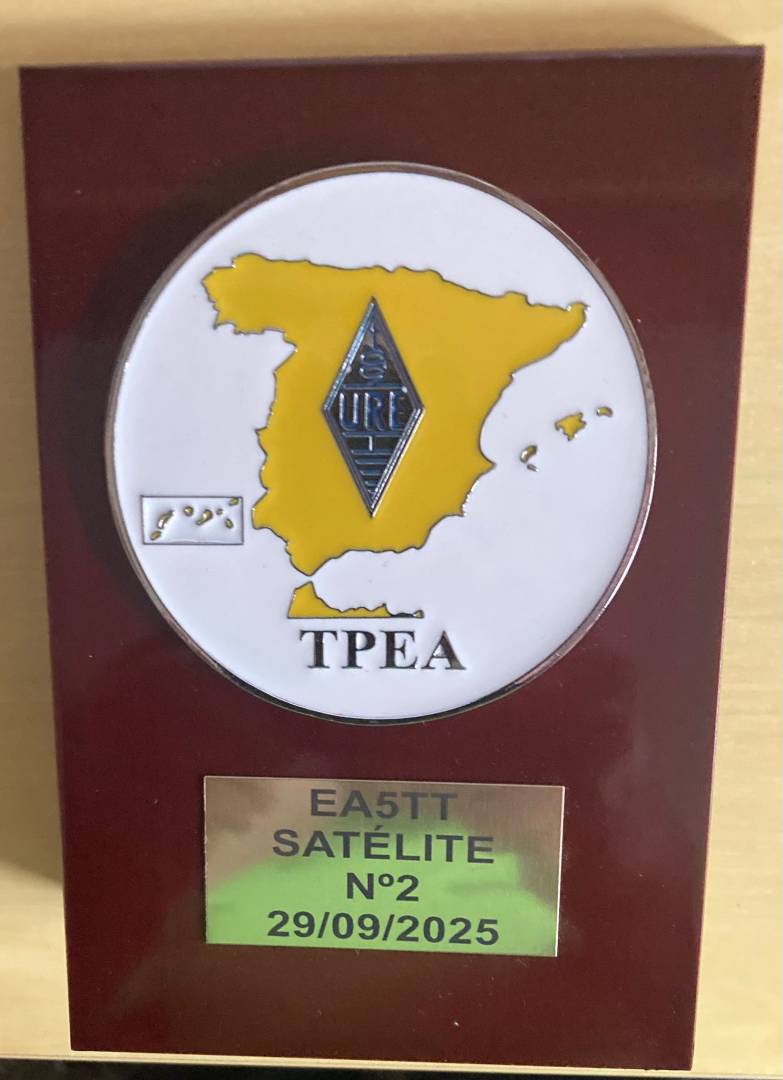 URE
TPEA
EA5TT
SATÉLITE
Nº2
29/09/2025